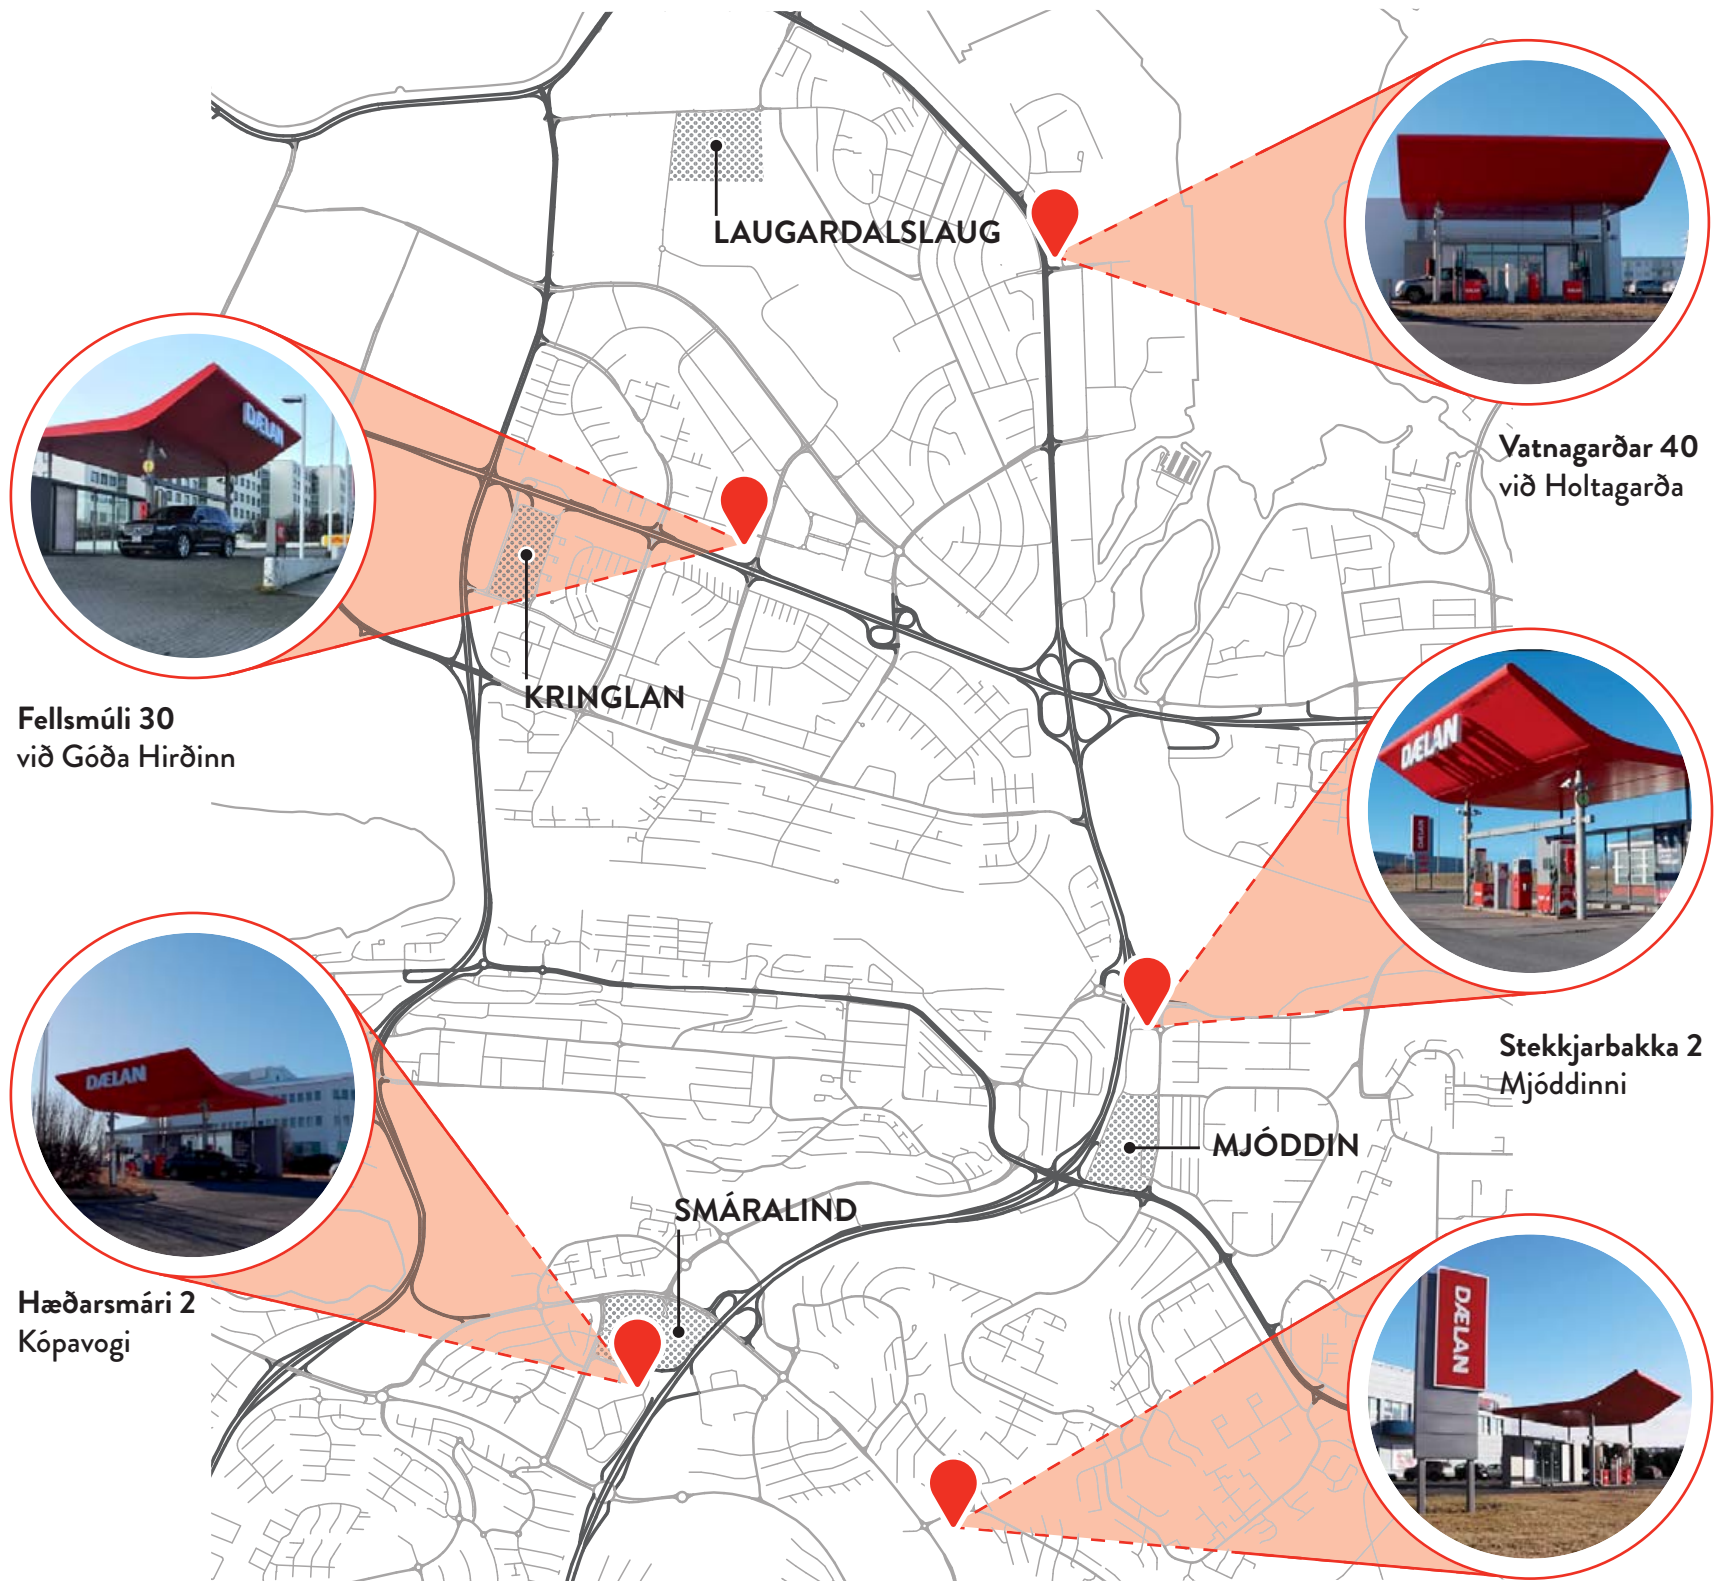 LAUGARDALSLAUG
DÆLAN
Vatnagarðar 40
við Holtagarða
Fellsmúli 30
við Góða Hirðinn
KRINGLAN
DÆLAN
DÆLAN
Stekkjarbakka 2
Mjóddinni
DÆLAN
MJÓDDIN
SMÁRALIND
Hæðarsmári 2
Kópavogi
DÆLAN